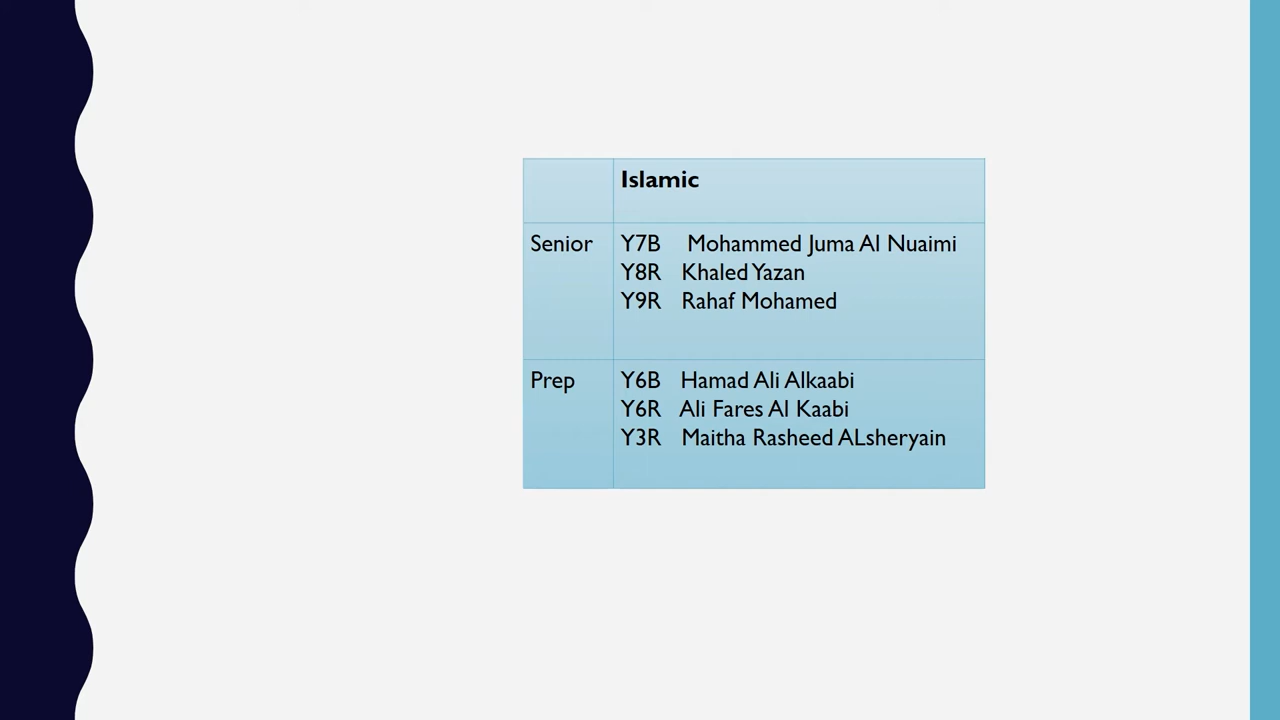 Islamic
Senior
Y7B Mohammed Juma Al Nuaimi
Y8R Khaled Yazan
Y9R Rahaf Mohamed
Prep
Y6B Hamad Ali Alkaabi
Y6R Ali Fares Al Kaabi
Y3R Maitha Rasheed ALsheryain